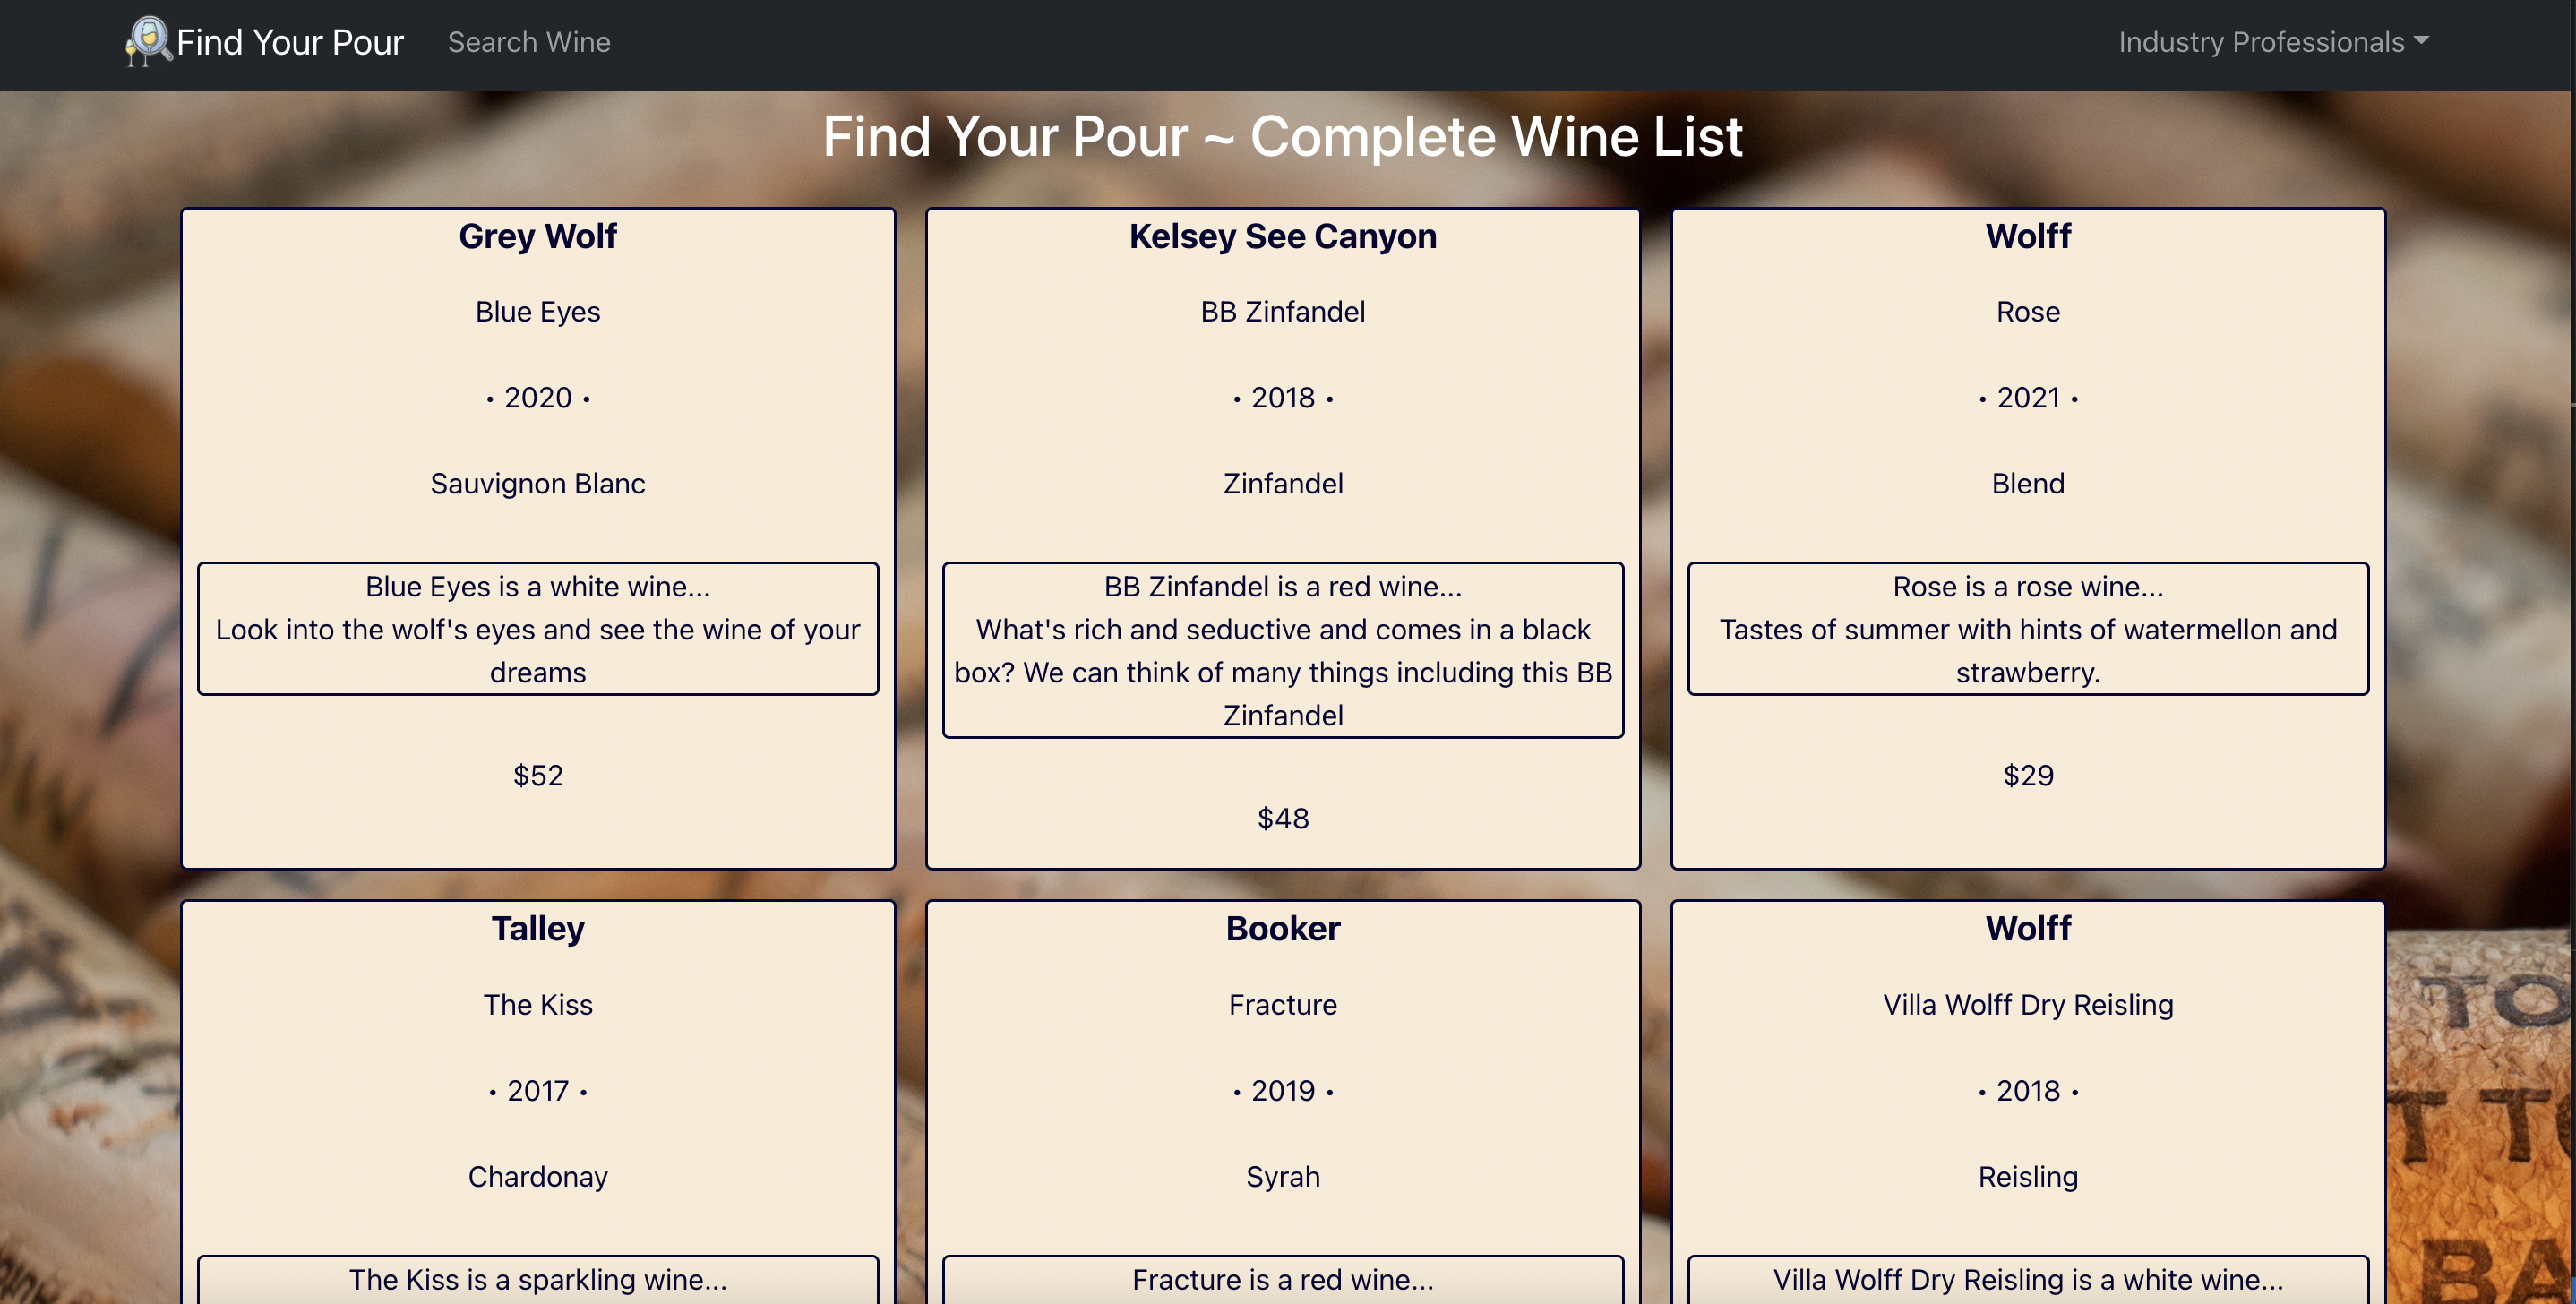 Find Your Pour
Search Wine
Industry Professionals
Find Your Pour ~ Complete Wine List
Grey Wolf
Blue Eyes
• 2020 •
Sauvignon Blanc
Blue Eyes is a white wine...
Look into the wolf's eyes and see the wine of your
dreams
$52
Kelsey See Canyon
BB Zinfandel
• 2018 •
Zinfandel
BB Zinfandel is a red wine...
What's rich and seductive and comes in a black
box? We can think of many things including this BB
Zinfandel
$48
Wolff
Rose
• 2021 •
Blend
Rose is a rose wine...
Tastes of summer with hints of watermellon and
strawberry.
$29
Talley
The Kiss
• 2017 •
Chardonay
The Kiss is a sparkling wine...
Booker
Fracture
• 2019 •
Syrah
Fracture is a red wine...
Wolff
Villa Wolff Dry Reisling
• 2018 •
Reisling
Villa Wolff Dry Reisling is a white wine...